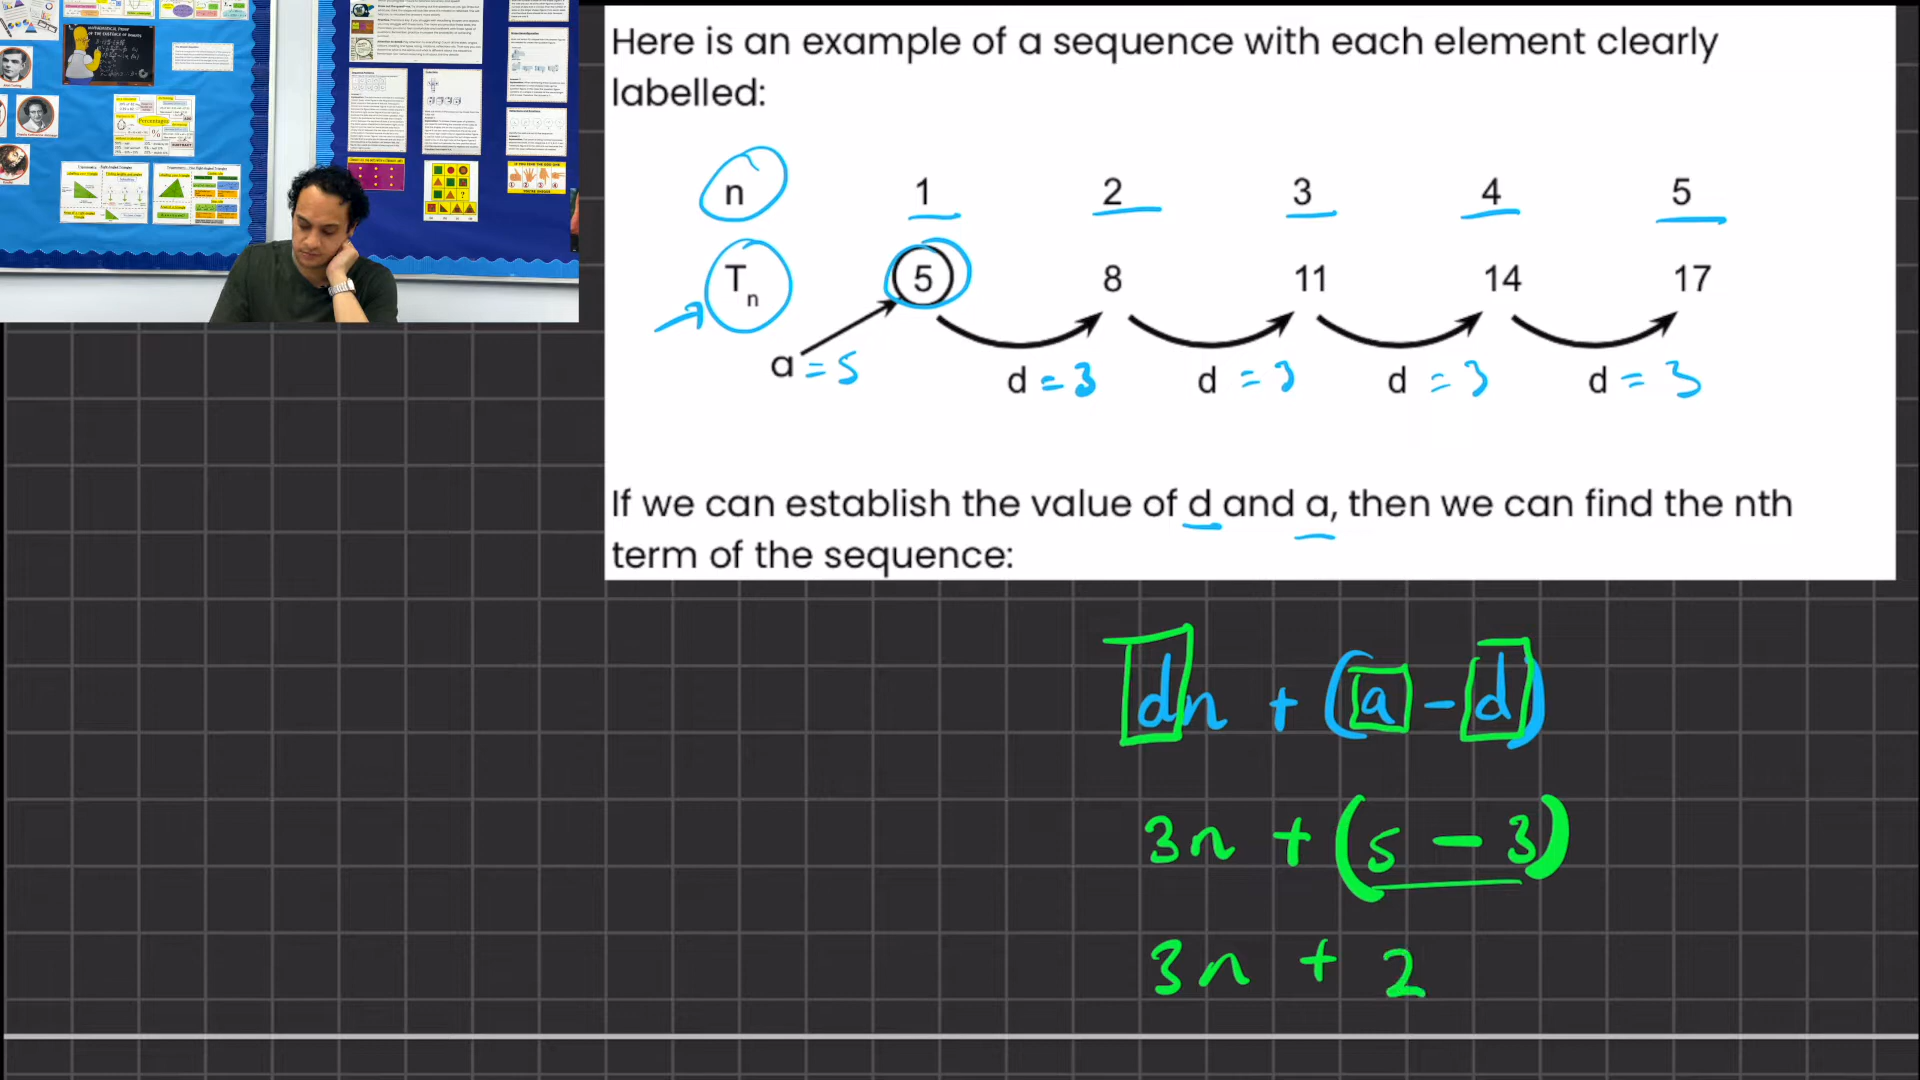 Here is an example of a sequence with each element clearly
labelled:
n 1 2 3 4 5
Tn 5 8 11 14 17
a = 5 d = 3 d = 3 d = 3 d = 3
If we can establish the value of d and a, then we can find the nth
term of the sequence:
dn + (a - d)
3n + (5 - 3)
3n + 2
Percentages